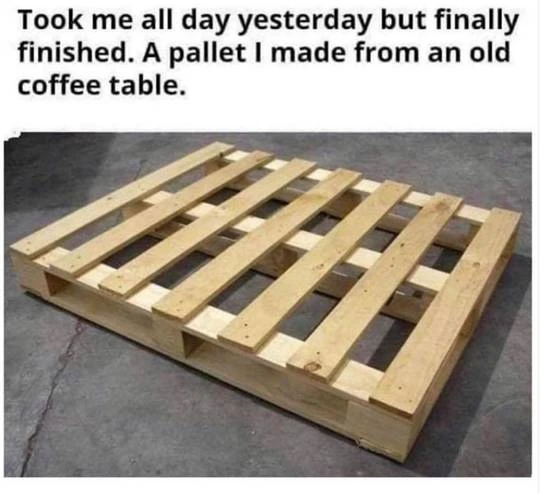 Took me all day yesterday but finally
finished. A pallet I made from an old
coffee table.